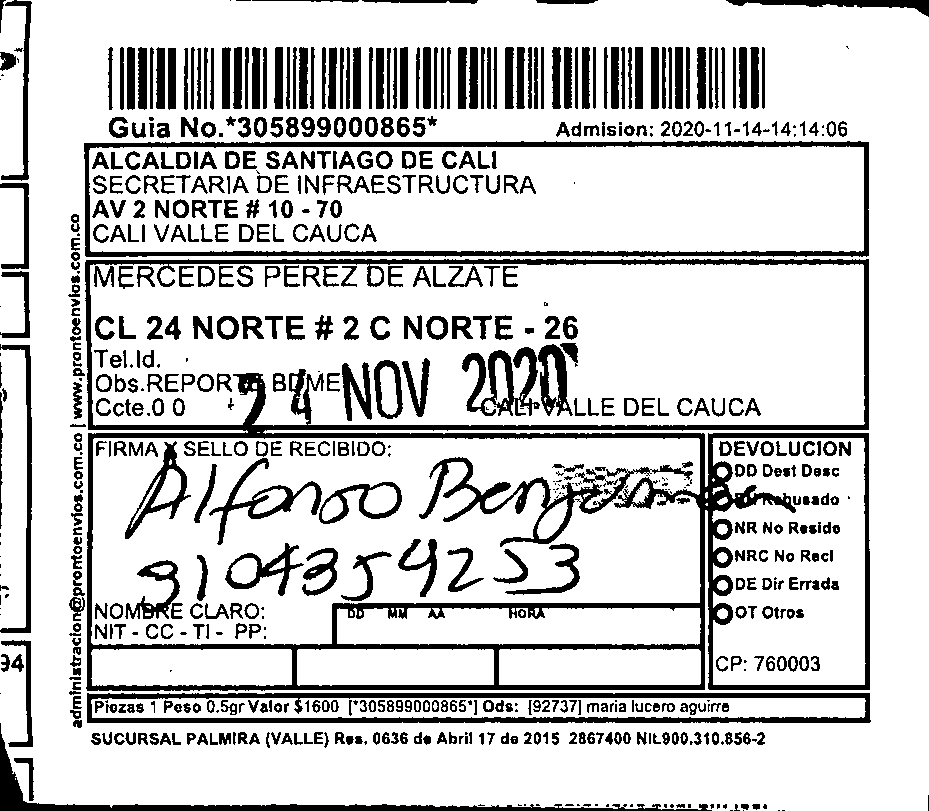 Guia No.*305899000865*
Admision: 2020-11-14-14:14:06
ALCALDIA DE SANTIAGO DE CALI
SECRETARIA DE INFRAESTRUCTURA
AV 2 NORTE # 10 - 70
CALI VALLE DEL CAUCA
MERCEDES PEREZ DE ALZATE
CL 24 NORTE # 2 C NORTE - 26
Tel.Id.
Obs.REPORTE BDME
Ccte.0 0
24 NOV 2020
CALI-VALLE DEL CAUCA
FIRMA X SELLO DE RECIBIDO:
Alfonso
3104354253
NOMBRE CLARO:
NIT - CC - TI - PP:
DD MM AA HORA
DEVOLUCION
DD Dest Desc
Rehusado
NR No Reside
NRC No Recl
DE Dir Errada
OT Otros
CP: 760003
Piezas 1 Peso 0.5gr Valor $1600 [*305899000865*] Ods: [92737] maria lucero aguirre
SUCURSAL PALMIRA (VALLE) Res. 0636 de Abril 17 de 2015 2867400 Nit.900.310.856-2
administracion@prontoenvios.com.co | www.prontoenvios.com.co
94